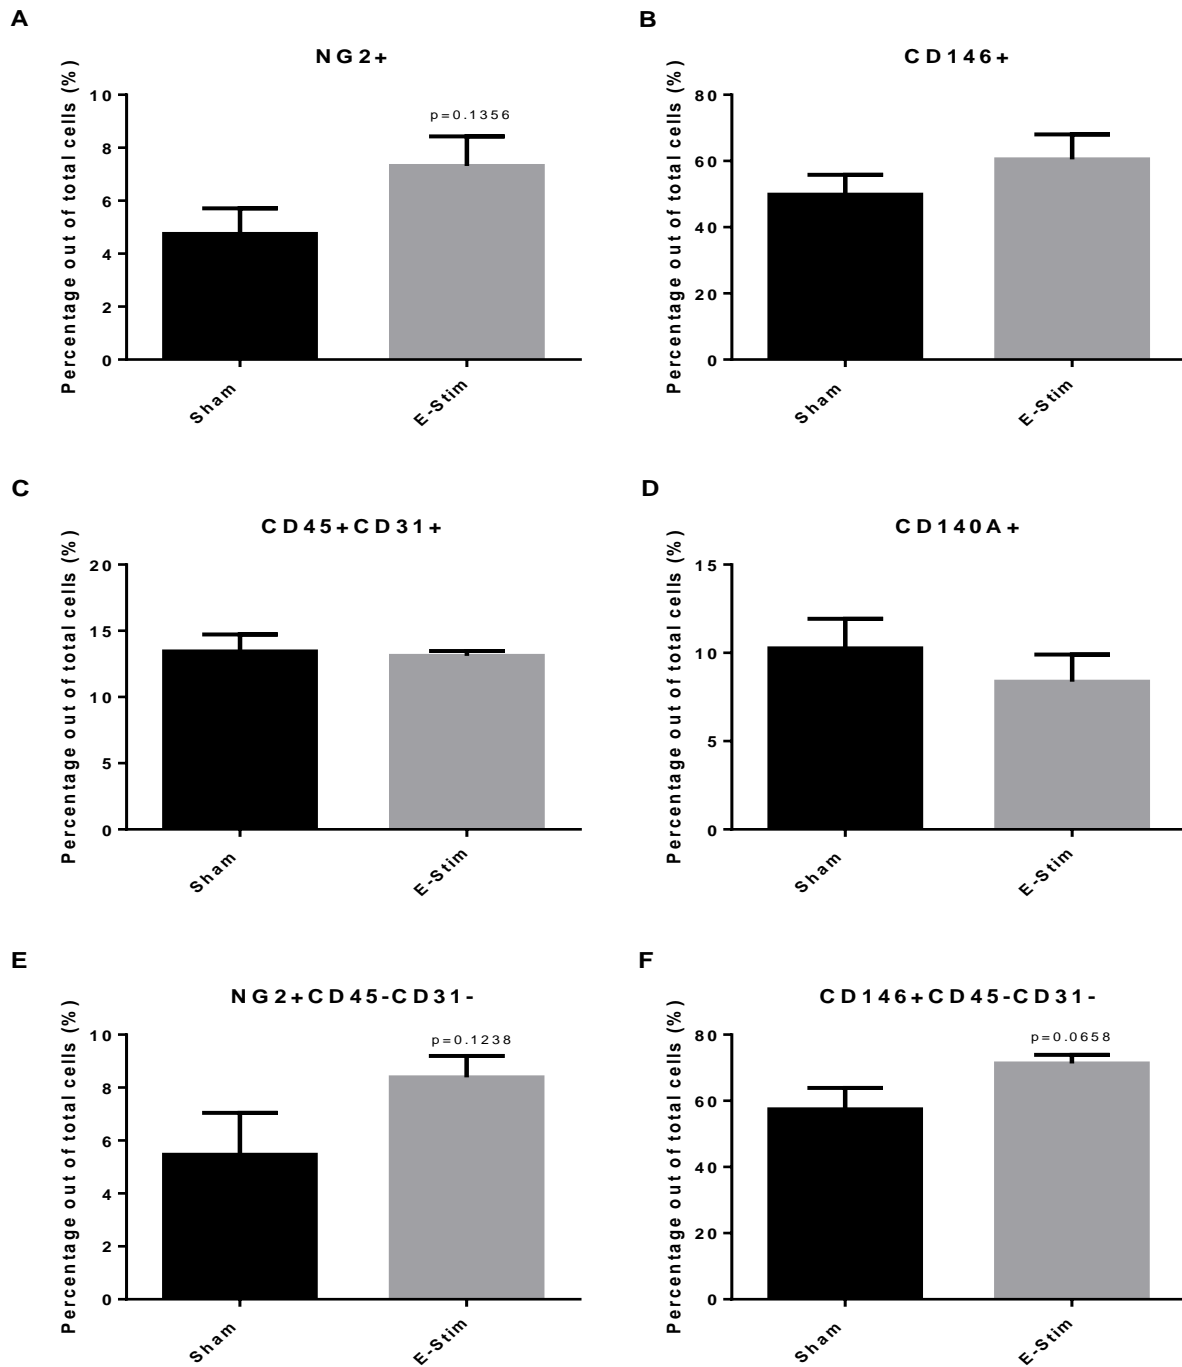 A
NG2+
Percentage out of total cells (%)
10
8
6
4
2
0
p=0.1356
Sham
E-Stim
B
CD146+
Percentage out of total cells (%)
80
60
40
20
0
Sham
E-Stim
C
CD45+CD31+
Percentage out of total cells (%)
20
15
10
5
0
Sham
E-Stim
D
CD140A+
Percentage out of total cells (%)
15
10
5
0
Sham
E-Stim
E
NG2+CD45-CD31-
Percentage out of total cells (%)
10
8
6
4
2
0
p=0.1238
Sham
E-Stim
F
CD146+CD45-CD31-
Percentage out of total cells (%)
80
60
40
20
0
p=0.0658
Sham
E-Stim